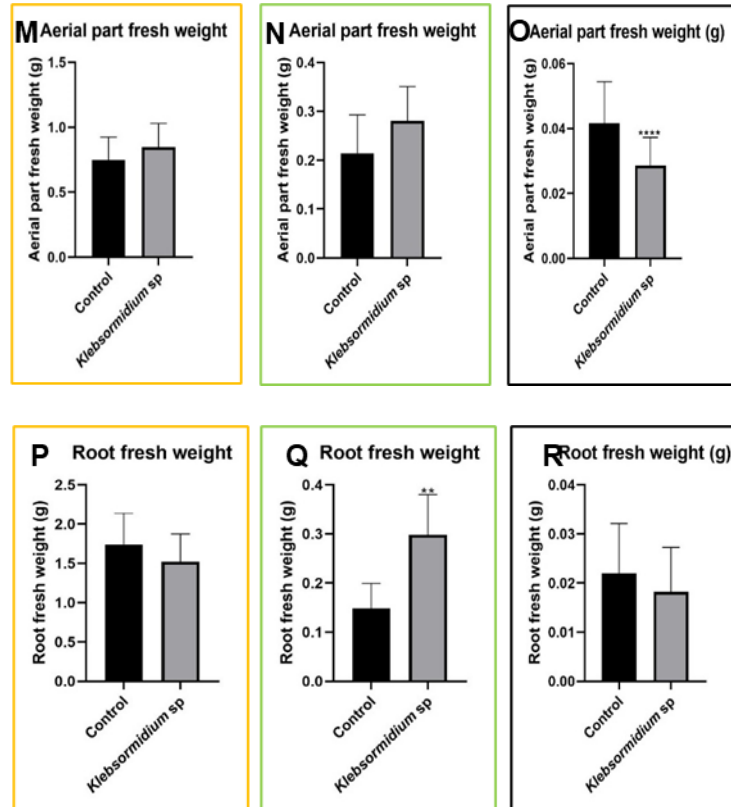 M Aerial part fresh weight
Aerial part fresh weight (g)
1.5
1.0
0.5
0.0
Control
Klebsormidium sp
N Aerial part fresh weight
Aerial part fresh weight (g)
0.4
0.3
0.2
0.1
0.0
Control
Klebsormidium sp
O Aerial part fresh weight (g)
Aerial part fresh weight (g)
0.06
0.04
0.02
0.00
****
Control
Klebsormidium sp
P Root fresh weight
Root fresh weight (g)
2.5
2.0
1.5
1.0
0.5
0.0
Control
Klebsormidium sp
Q Root fresh weight
Root fresh weight (g)
0.4
0.3
0.2
0.1
0.0
**
Control
Klebsormidium sp
R Root fresh weight (g)
Root fresh weight (g)
0.04
0.03
0.02
0.01
0.00
Control
Klebsormidium sp